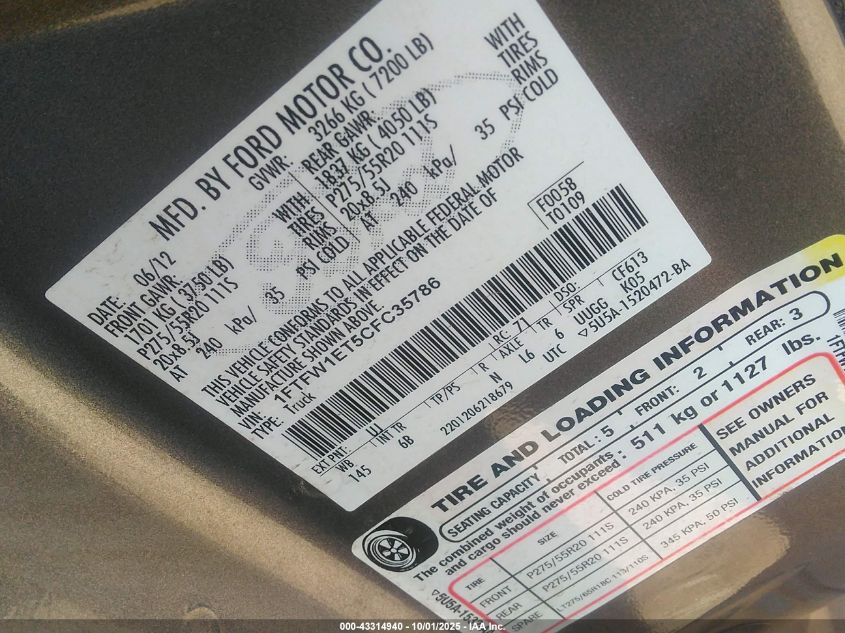 MFD. BY FORD MOTOR CO.
DATE: 06/12 GVWR: 3266 KG ( 7200 LB)
FRONT GAWR: REAR GAWR:
1701 KG (3750LB) WITH 1837 KG ( 4050 LB) WITH
P275/55R20 111S TIRES P275/55R20 111S TIRES
20x8.5J RIMS 20x8.5J RIMS
AT 240 kPa/ 35 PSI COLD AT 240 kPa/ 35 PSI COLD
THIS VEHICLE CONFORMS TO ALL APPLICABLE FEDERAL MOTOR
VEHICLE SAFETY STANDARDS IN EFFECT ON THE DATE OF
MANUFACTURE SHOWN ABOVE
VIN: 1FTFW1ET5CFC35786
TYPE: Truck
F0058
T0109
EXT PNT: UJ RC: 71 DSO:
WB INT TR TP/PS R AXLE TR SPR
145 6B N L6 6 UUGG CF613
K05
2201206218679 UTC ▽5U5A-1520472-BA
TIRE AND LOADING INFORMATION
SEATING CAPACITY TOTAL: 5 FRONT: 2 REAR: 3
The combined weight of occupants
and cargo should never exceed : 511 kg or 1127 lbs.
TIRE SIZE COLD TIRE PRESSURE
FRONT P275/55R20 111S 240 KPA, 35 PSI
REAR P275/55R20 111S 240 KPA, 35 PSI
SPARE LT275/65R18C 113/110S 345 KPA, 50 PSI
SEE OWNERS
MANUAL FOR
ADDITIONAL
INFORMATION
000-43314940 - 10/01/2025 - IAA Inc.